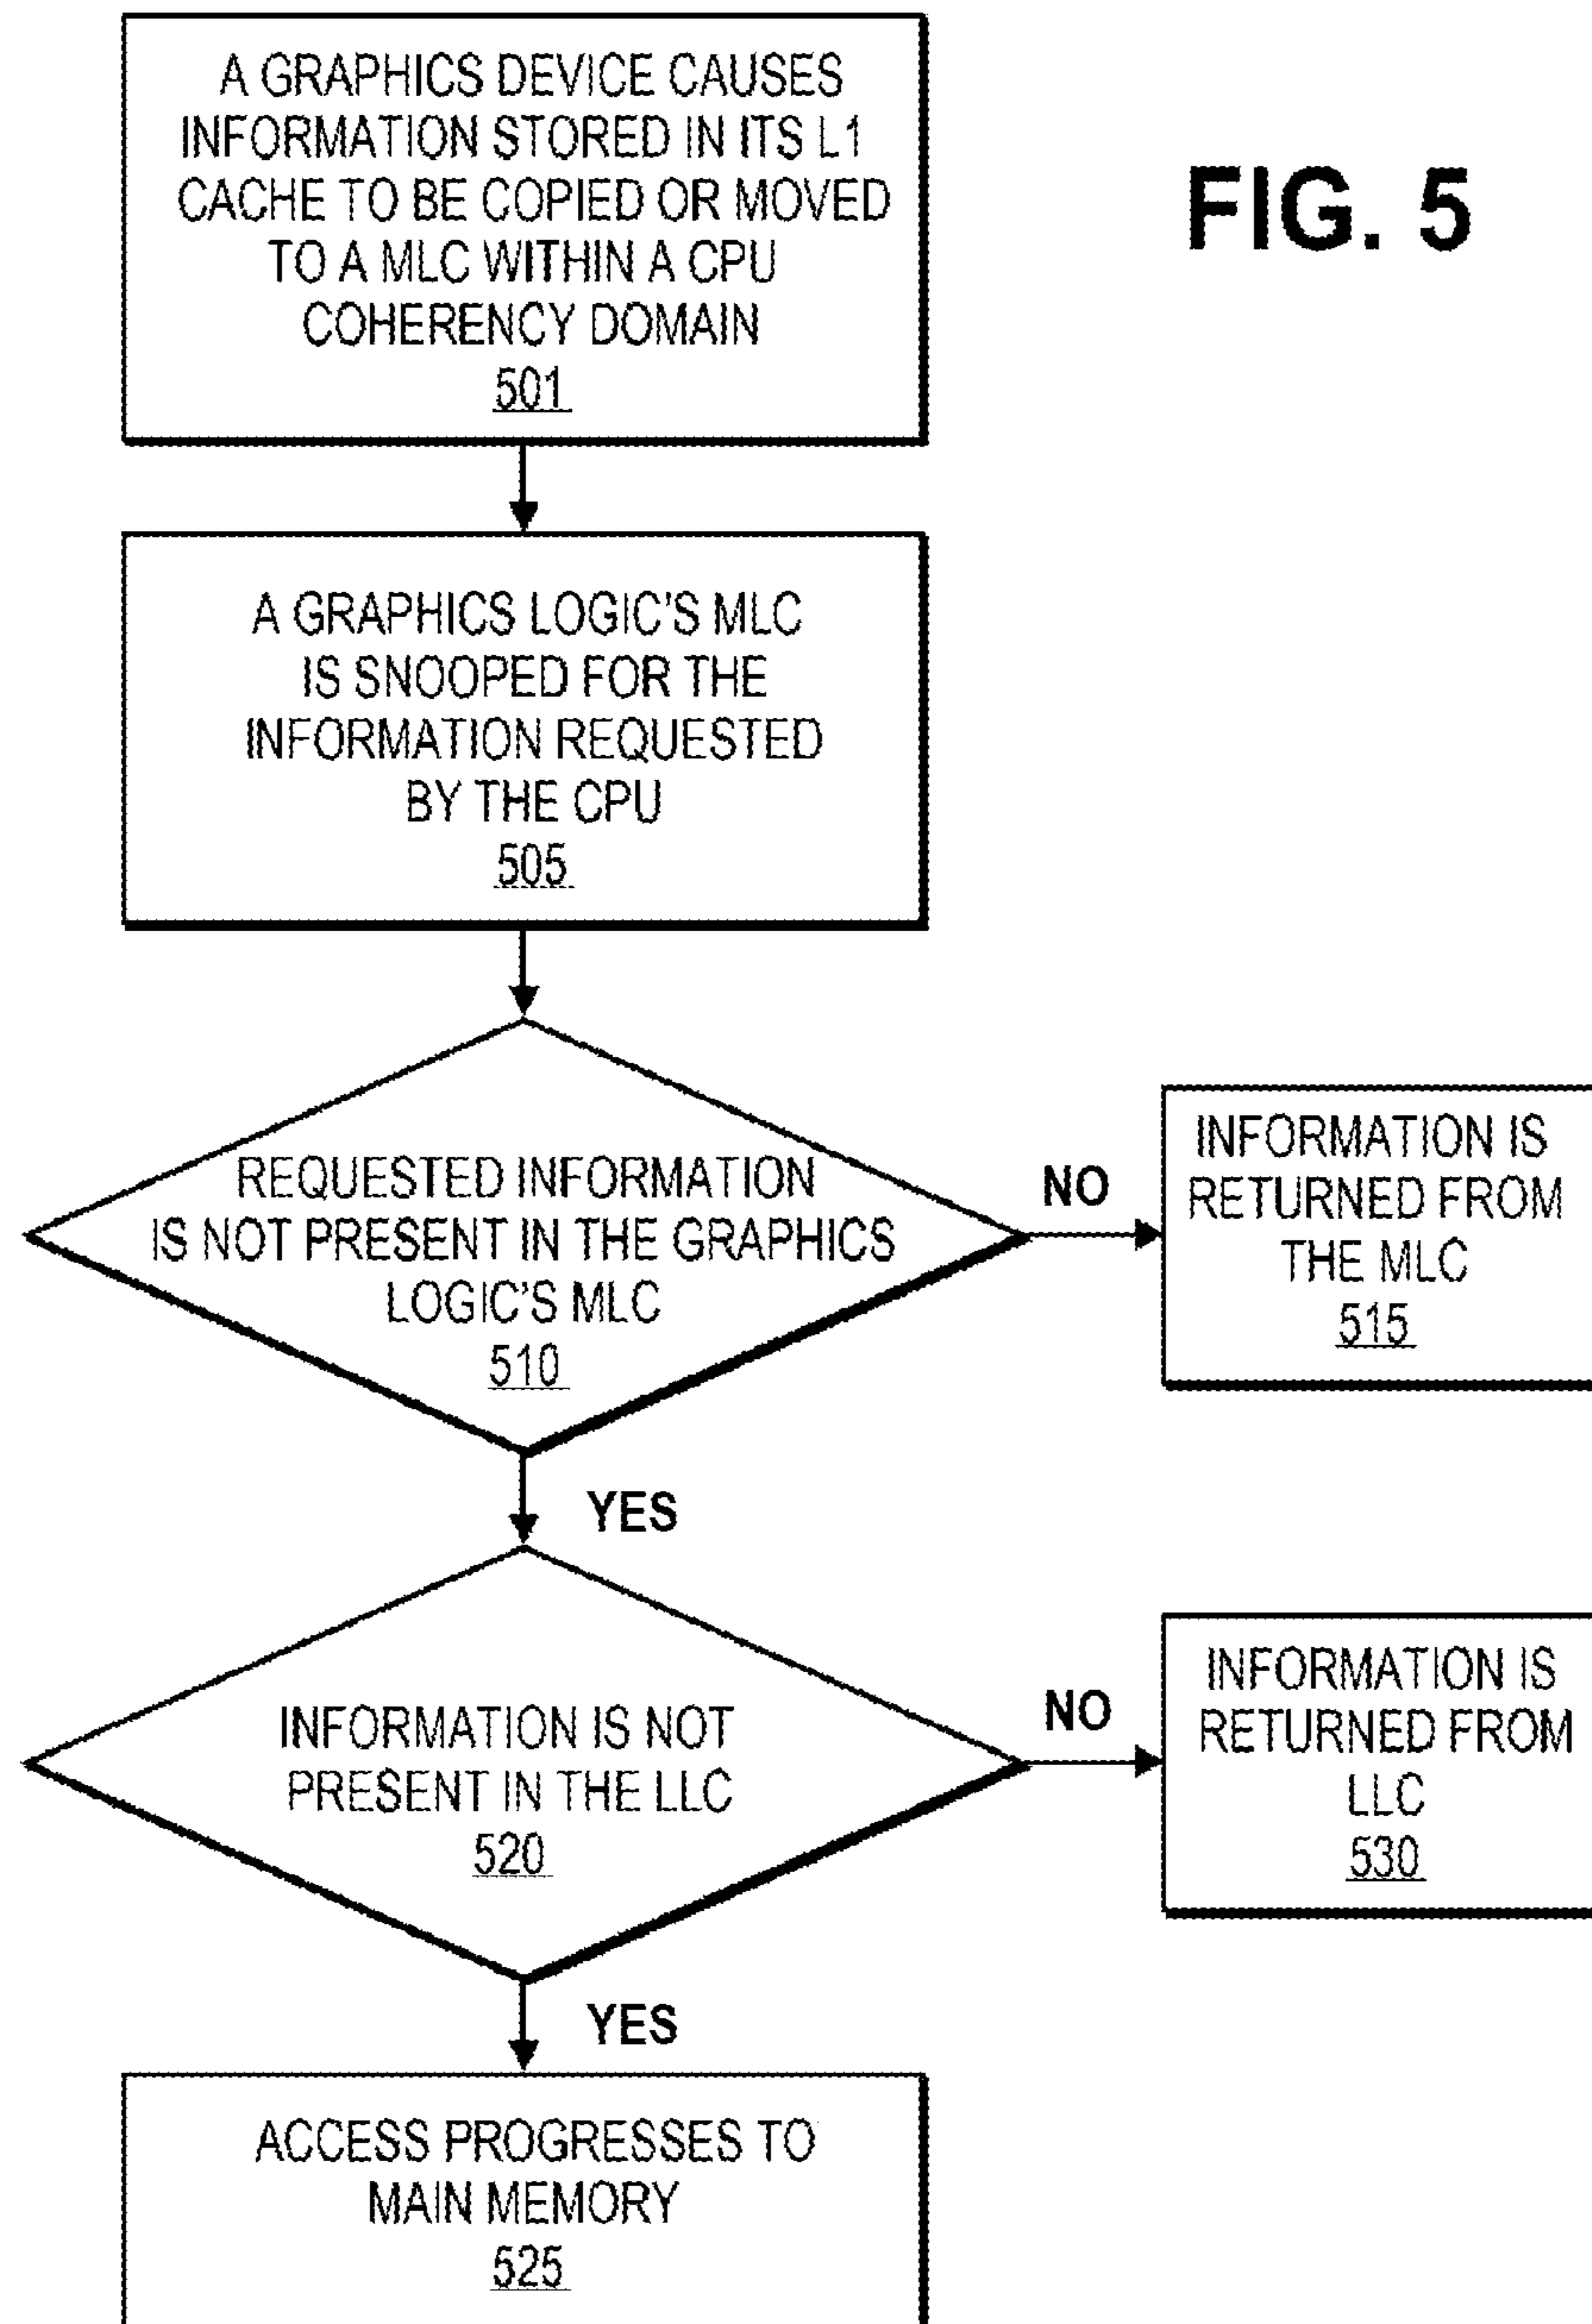 FIG. 5
A GRAPHICS DEVICE CAUSES
INFORMATION STORED IN ITS L1
CACHE TO BE COPIED OR MOVED
TO A MLC WITHIN A CPU
COHERENCY DOMAIN
501
A GRAPHICS LOGIC'S MLC
IS SNOOPED FOR THE
INFORMATION REQUESTED
BY THE CPU
505
REQUESTED INFORMATION
IS NOT PRESENT IN THE GRAPHICS
LOGIC'S MLC
510
NO
INFORMATION IS
RETURNED FROM
THE MLC
515
YES
INFORMATION IS NOT
PRESENT IN THE LLC
520
NO
INFORMATION IS
RETURNED FROM
LLC
530
YES
ACCESS PROGRESSES TO
MAIN MEMORY
525